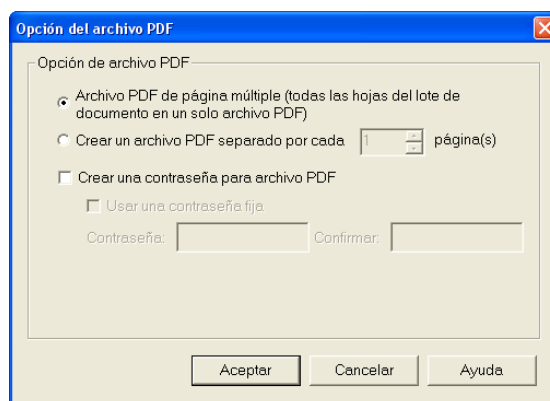 Opción del archivo PDF
Opción de archivo PDF
Archivo PDF de página múltiple (todas las hojas del lote de
documento en un solo archivo PDF)
Crear un archivo PDF separado por cada 1 página(s)
Crear una contraseña para archivo PDF
Usar una contraseña fija
Contraseña: Confirmar:
Aceptar Cancelar Ayuda